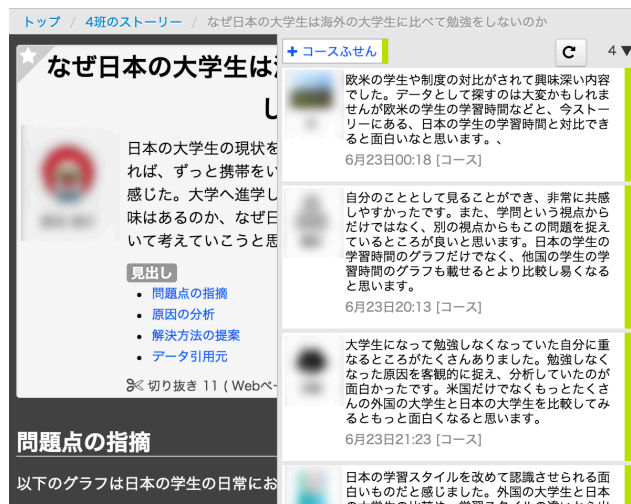 トップ / 4班のストーリー / なぜ日本の大学生は海外の大学生に比べて勉強をしないのか
なぜ日本の大学生は
日本の大学生の現状を
れば、ずっと携帯をい
感じた。大学へ進学し
味はあるのか、なぜ日
いて考えていこうと思
見出し
• 問題点の指摘
• 原因の分析
• 解決方法の提案
• データ引用元
切り抜き 11 ( Webペー
問題点の指摘
以下のグラフは日本の学生の日常にお
+ コースふせん
4 ▼
欧米の学生や制度の対比がされて興味深い内容
でした。データとして探すのは大変かもしれま
せんが欧米の学生の学習時間などと、今ストー
リーにある、日本の学生の学習時間と対比でき
ると面白いなと思います。、
6月23日00:18 [コース]
自分のこととして見ることができ、非常に共感
しやすかったです。また、学問という視点から
だけではなく、別の視点からもこの問題を捉え
ているところが良いと思います。日本の学生の
学習時間のグラフだけでなく、他国の学生の学
習時間のグラフも載せるとより比較し易くなる
と思います。
6月23日20:13 [コース]
大学生になって勉強しなくなっていた自分に重
なるところがたくさんありました。勉強しなく
なった原因を客観的に捉え、分析していたのが
面白かったです。米国だけでなくもっとたくさ
んの外国の大学生と日本の大学生を比較してみ
るともっと面白くなると思います。
6月23日21:23 [コース]
日本の学習スタイルを改めて認識させられる面
白いものだと感じました。外国の大学生と日本